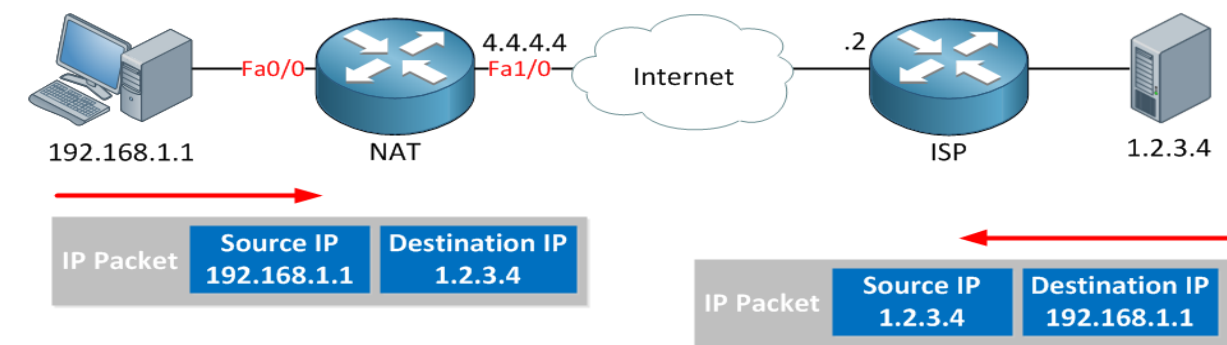 4.4.4.4
.2
Fa0/0
Fa1/0
Internet
192.168.1.1
NAT
ISP
1.2.3.4
IP Packet
Source IP
192.168.1.1
Destination IP
1.2.3.4
IP Packet
Source IP
1.2.3.4
Destination IP
192.168.1.1